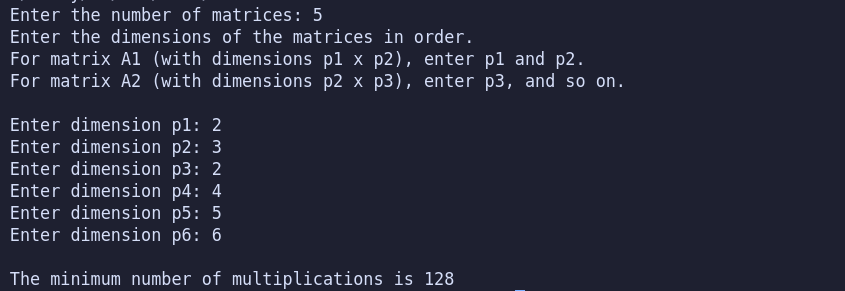 Enter the number of matrices: 5
Enter the dimensions of the matrices in order.
For matrix A1 (with dimensions p1 x p2), enter p1 and p2.
For matrix A2 (with dimensions p2 x p3), enter p3, and so on.
Enter dimension p1: 2
Enter dimension p2: 3
Enter dimension p3: 2
Enter dimension p4: 4
Enter dimension p5: 5
Enter dimension p6: 6
The minimum number of multiplications is 128